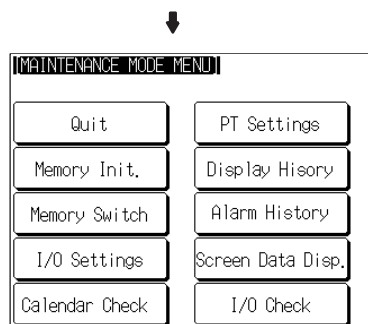 [MAINTENANCE MODE MENU]
Quit
PT Settings
Memory Init.
Display Hisory
Memory Switch
Alarm History
I/O Settings
Screen Data Disp.
Calendar Check
I/O Check